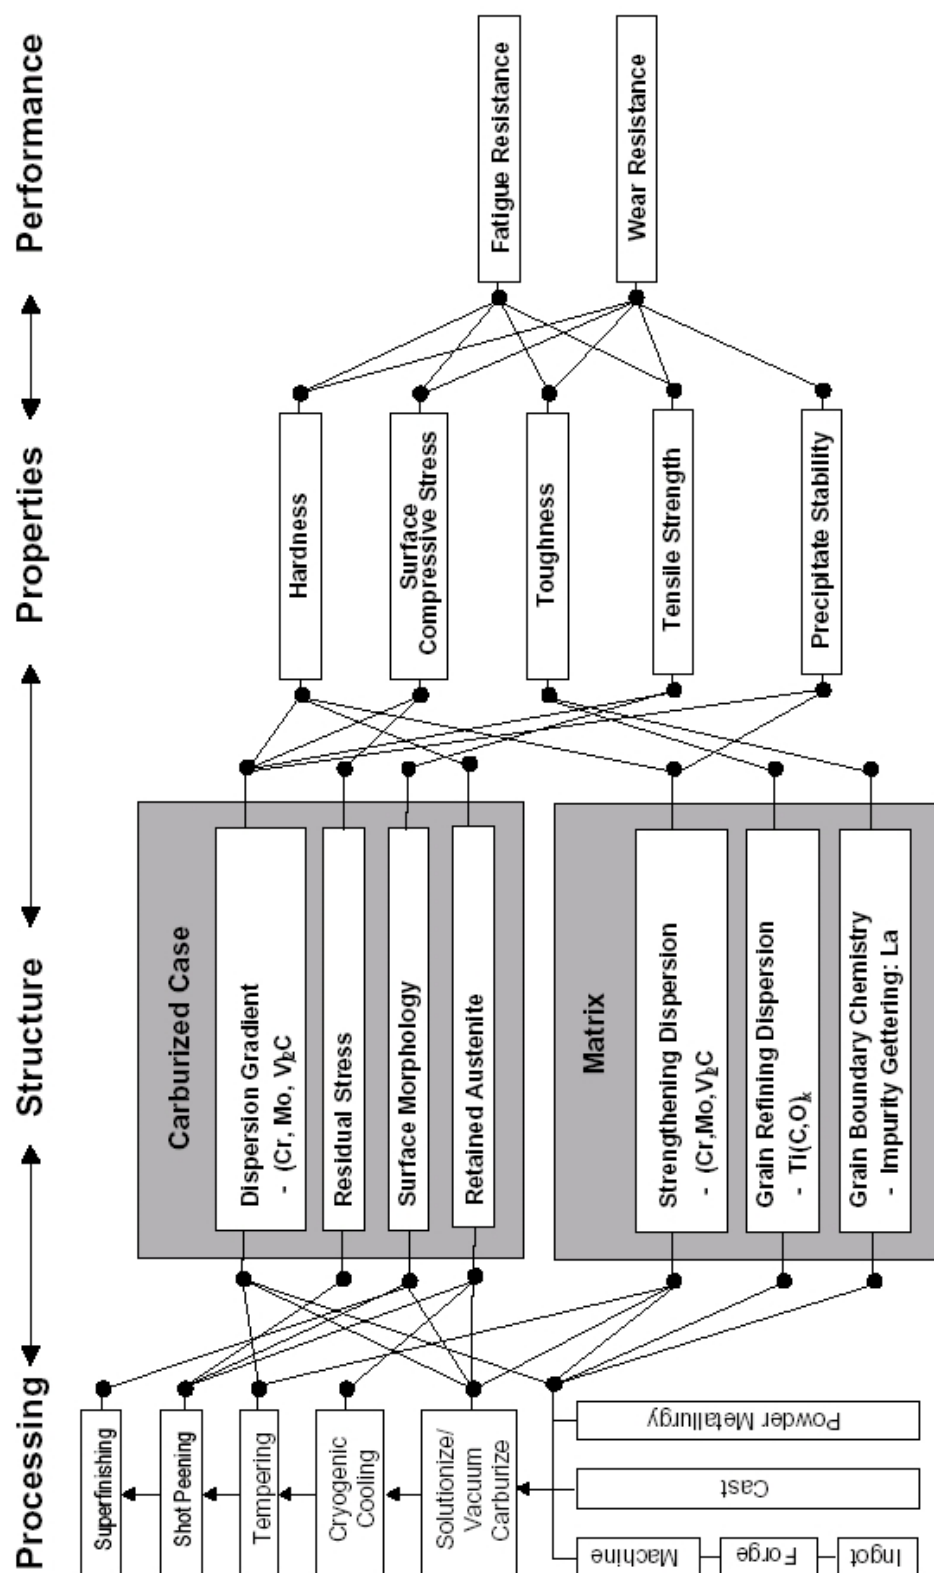 Processing
Structure
Properties
Performance
Superfinishing
Shot Peening
Tempering
Cryogenic
Cooling
Solutionize/
Vacuum
Carburize
Powder Metallurgy
Cast
Machine
Forge
Ingot
Carburized Case
Dispersion Gradient
- (Cr, Mo, V)2C
Residual Stress
Surface Morphology
Retained Austenite
Matrix
Strengthening Dispersion
- (Cr,Mo,V)2C
Grain Refining Dispersion
- Ti(C,O)x
Grain Boundary Chemistry
- Impurity Gettering: La
Hardness
Surface
Compressive Stress
Toughness
Tensile Strength
Precipitate Stability
Fatigue Resistance
Wear Resistance